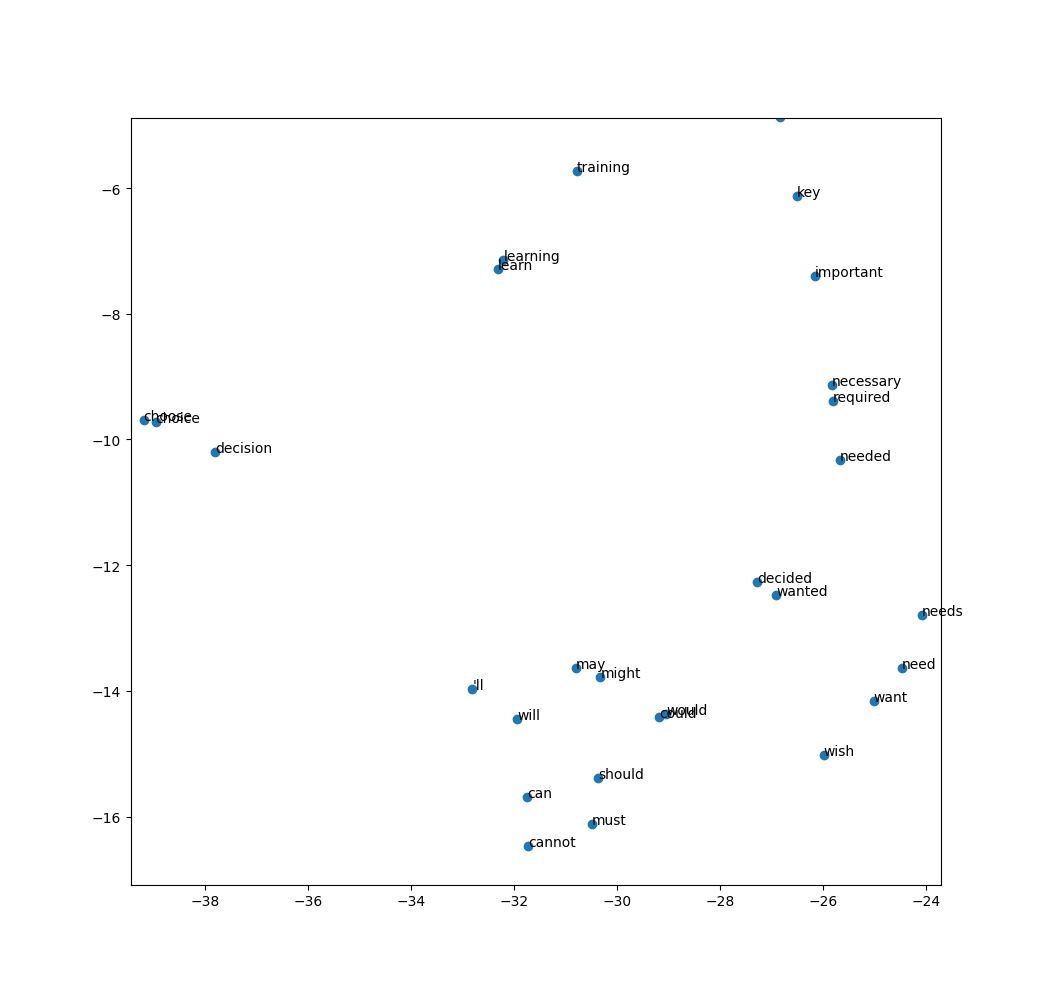 training
−6
key
learning
learn
important
−8
necessary
required
choose
choice
−10
decision
needed
−12
decided
wanted
needs
may
need
might
−14
'll
want
would
could
will
wish
should
can
−16
must
cannot
−38 −36 −34 −32 −30 −28 −26 −24